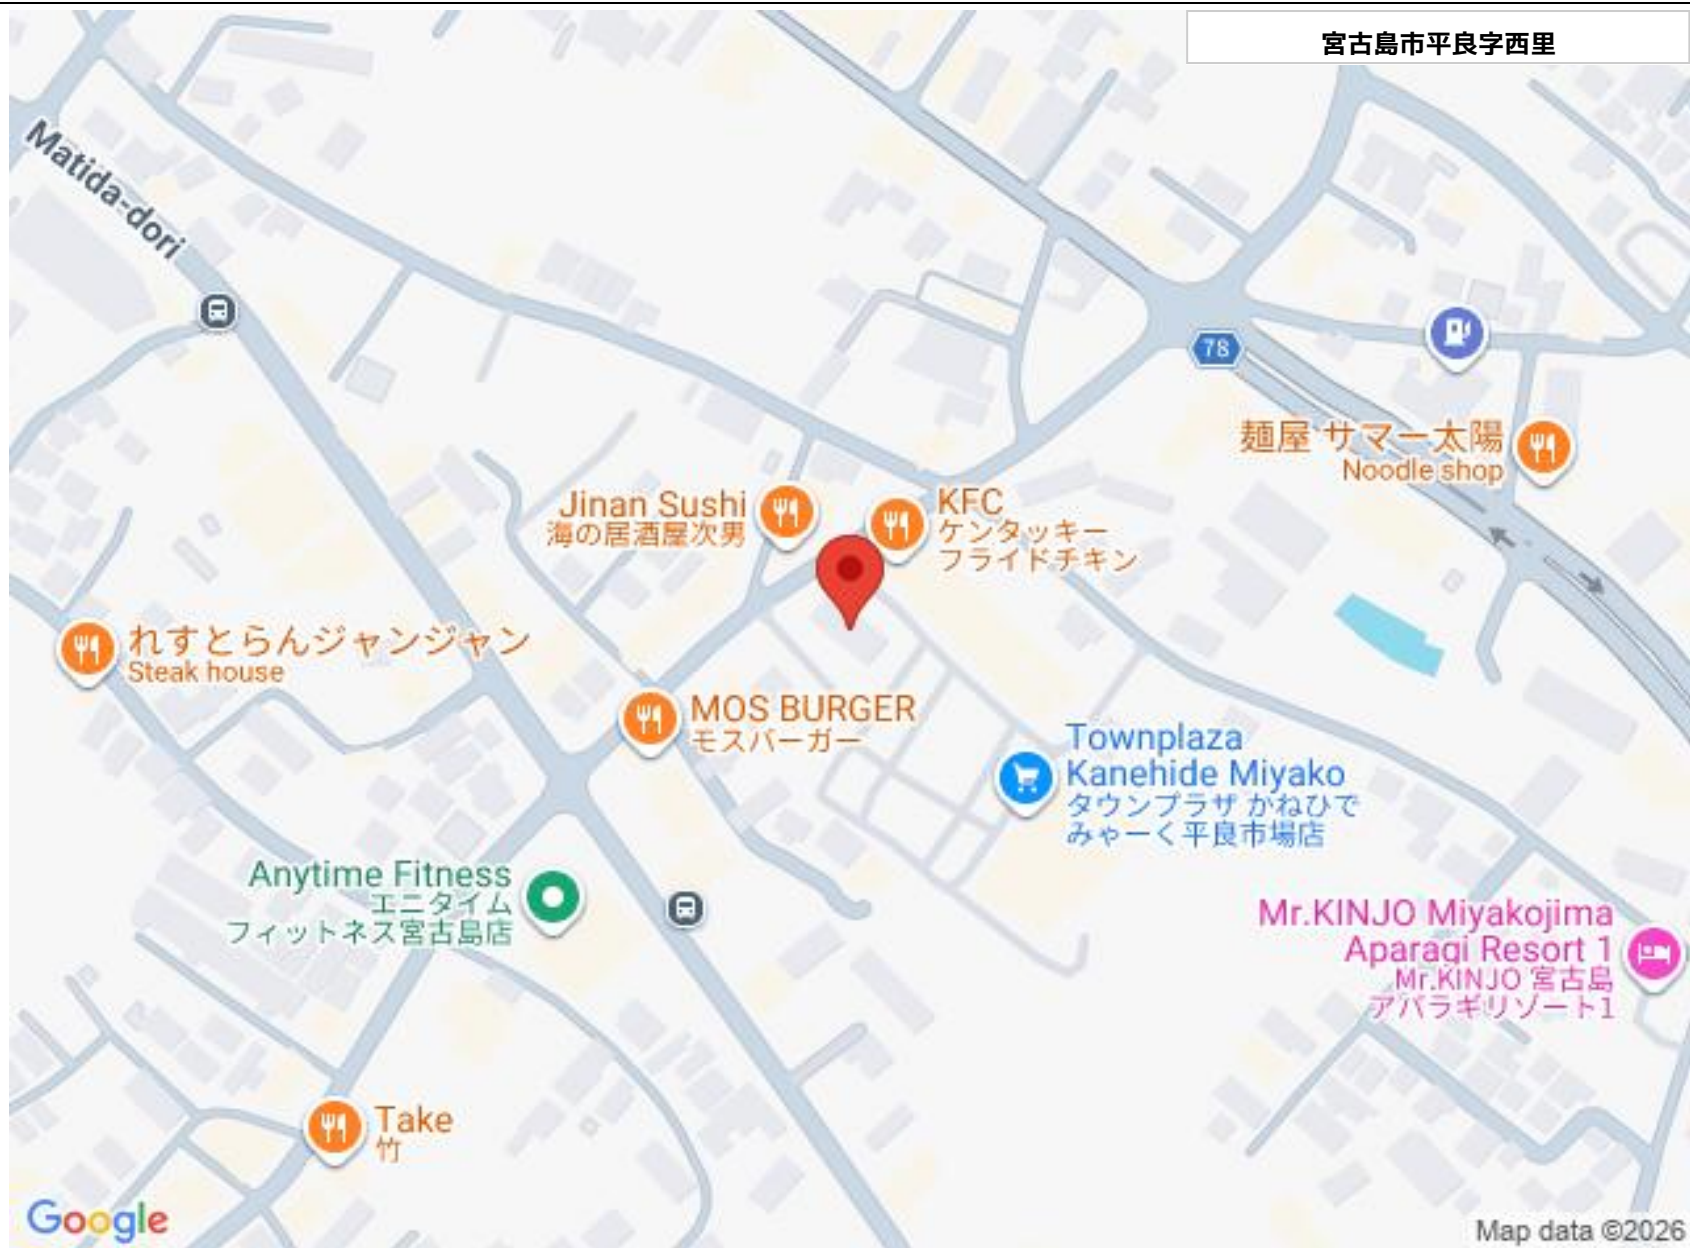 宮古島市平良字西里
Matida-dori
78
麺屋 サマー太陽
Noodle shop
Jinan Sushi
海の居酒屋次男
KFC
ケンタッキー
フライドチキン
れすとらんジャンジャン
Steak house
MOS BURGER
モスバーガー
Townplaza
Kanehide Miyako
タウンプラザ かねひで
みゃーく平良市場店
Anytime Fitness
エニタイム
フィットネス宮古島店
Mr.KINJO Miyakojima
Aparagi Resort 1
Mr.KINJO 宮古島
アパラギリゾート1
Take
竹
Google
Map data ©2026